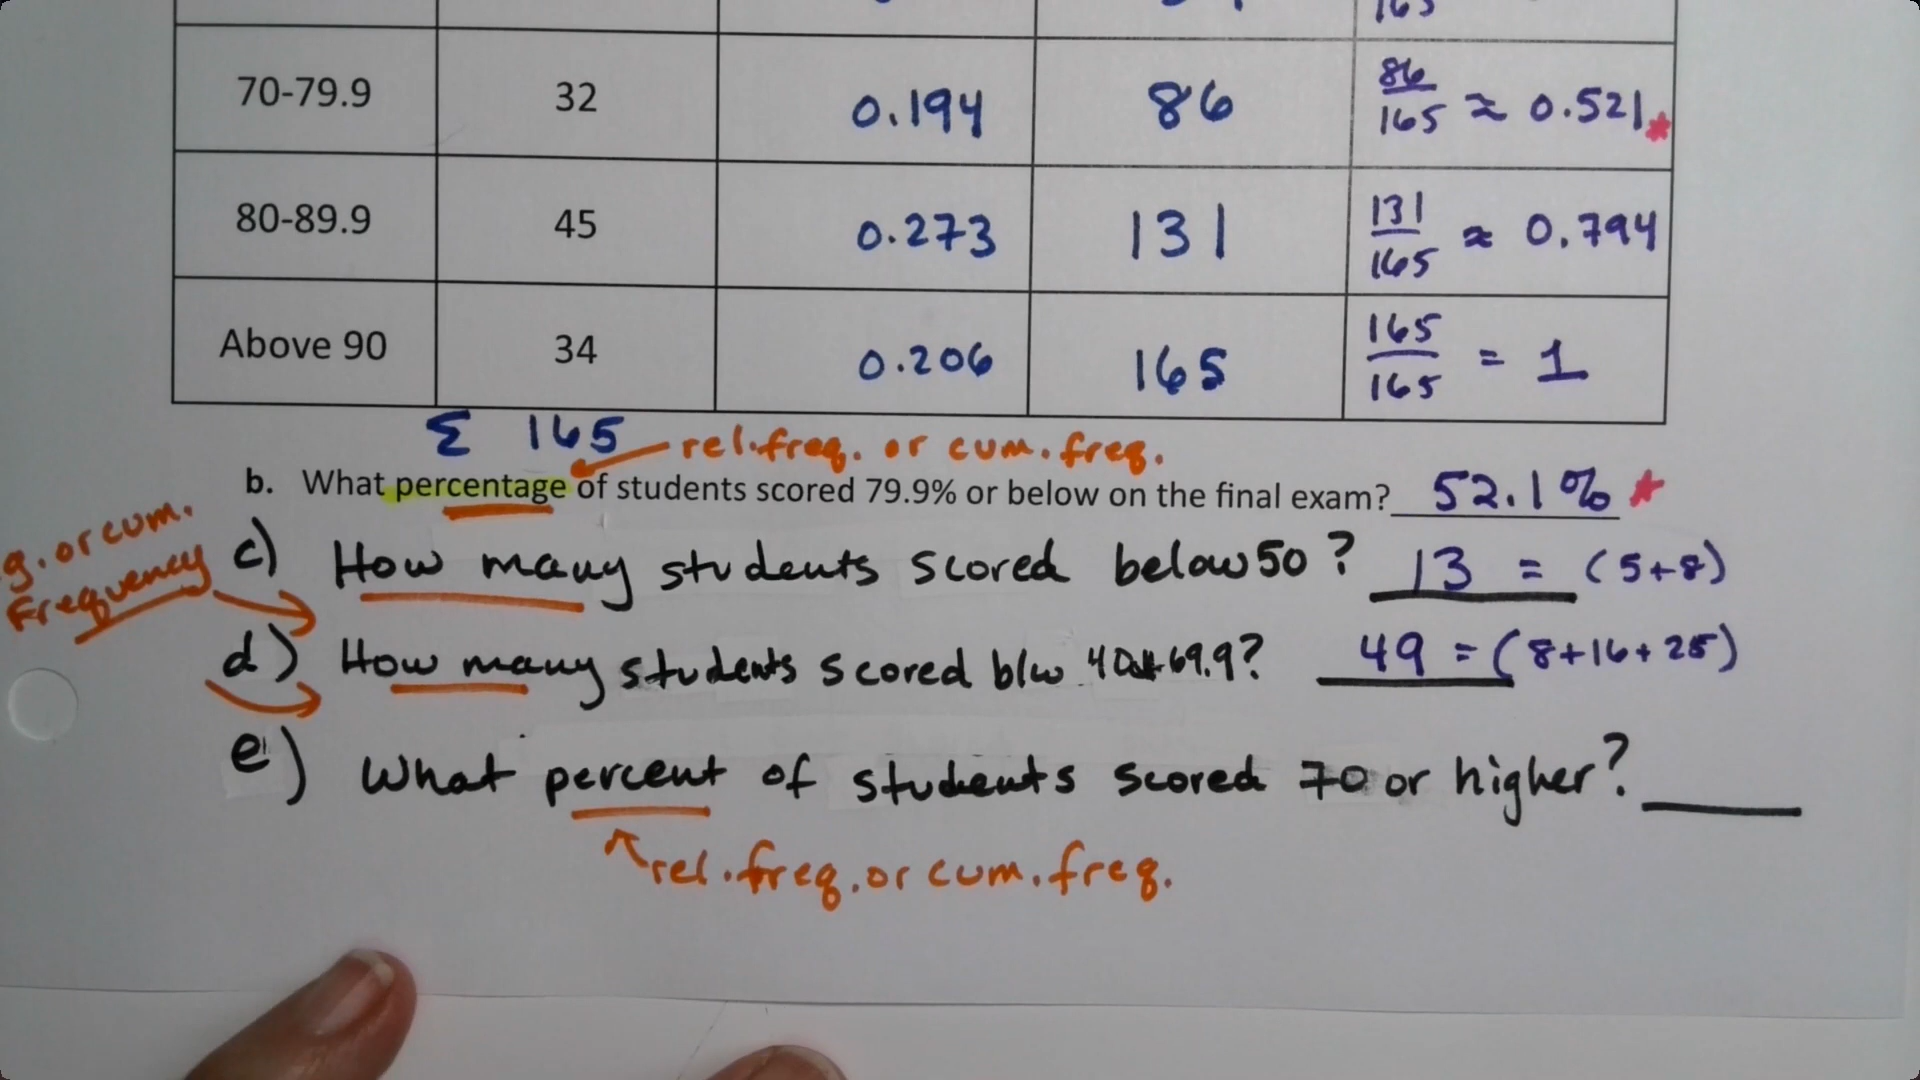 165
70-79.9 32 0.194 86 86/165 ≈ 0.521 *
80-89.9 45 0.273 131 131/165 ≈ 0.794
Above 90 34 0.206 165 165/165 = 1
Σ 165 rel.freq. or cum.freq.
b. What percentage of students scored 79.9% or below on the final exam? 52.1% *
g. or cum. frequency
c) How many students scored below 50? 13 = (5+8)
d) How many students scored b/w 40 + 69.9? 49 = (8+16+25)
e) What percent of students scored 70 or higher?
rel.freq. or cum.freq.